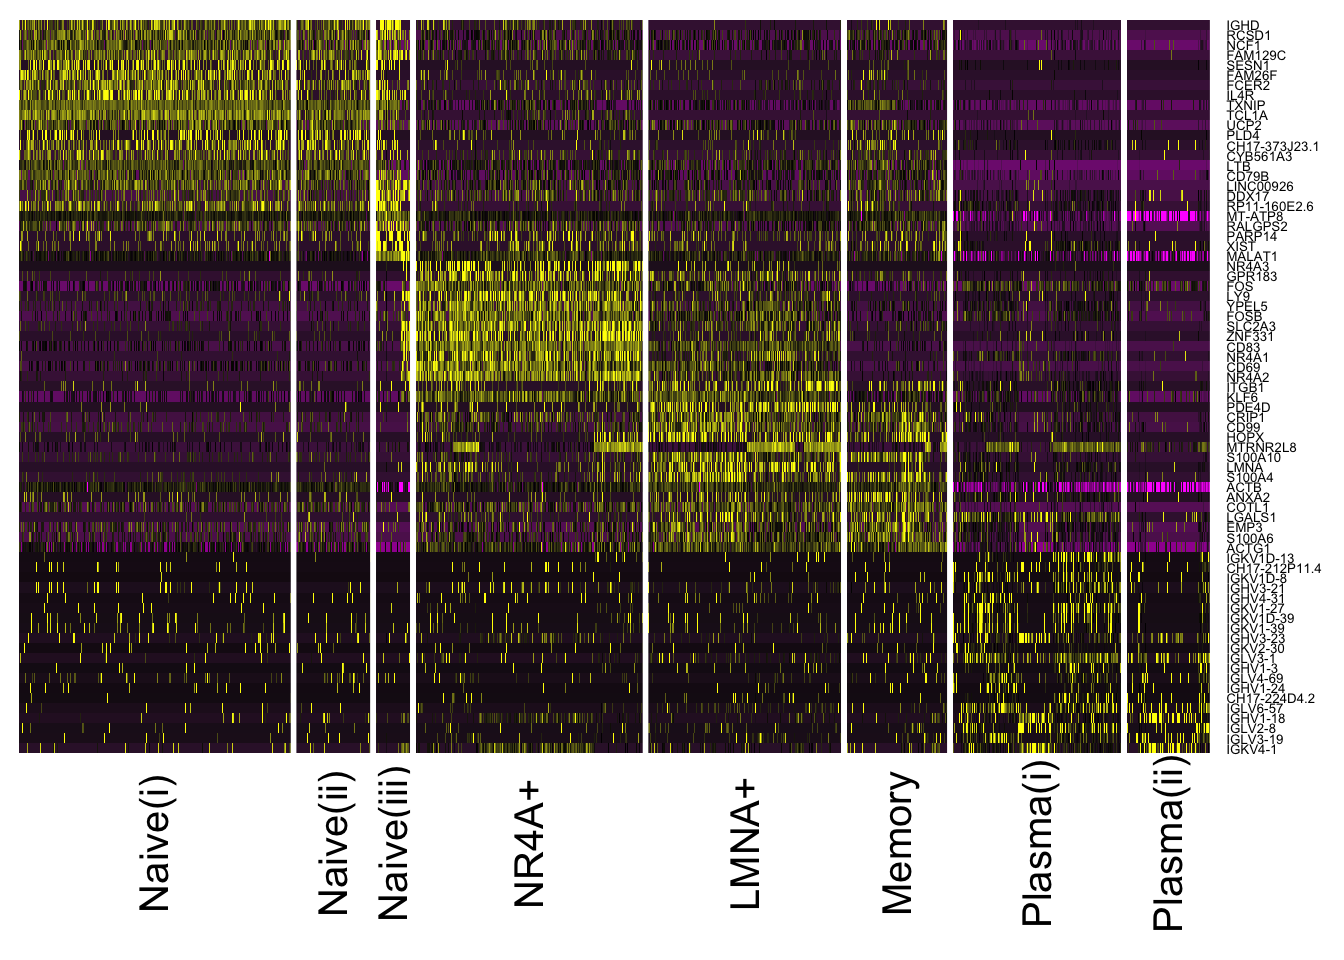 IGHD
RCSD1
NCF1
FAM129C
SESN1
FAM26F
FCER2
IL4R
TXNIP
TCL1A
UCP2
PLD4
CH17-373J23.1
CYB561A3
LTB
CD79B
LINC00926
DDX17
RP11-160E2.6
MT-ATP8
RALGPS2
PARP14
XIST
MALAT1
NR4A3
GPR183
FOS
LY9
YPEL5
FOSB
SLC2A3
ZNF331
CD83
NR4A1
CD69
NR4A2
ITGB1
KLF6
PDE4D
CRIP1
CD99
HOPX
MTRNR2L8
S100A10
LMNA
S100A4
ACTB
ANXA2
COTL1
LGALS1
EMP3
S100A6
ACTG1
IGKV1D-13
CH17-212P11.4
IGKV1D-8
IGHV3-21
IGHV4-31
IGKV1-27
IGKV1D-39
IGKV1-39
IGHV3-23
IGKV2-30
IGLV3-1
IGHV1-3
IGLV4-69
IGHV1-24
CH17-224D4.2
IGLV6-57
IGHV1-18
IGLV2-8
IGLV3-19
IGKV4-1
Naive(i)
Naive(ii)
Naive(iii)
NR4A+
LMNA+
Memory
Plasma(i)
Plasma(ii)